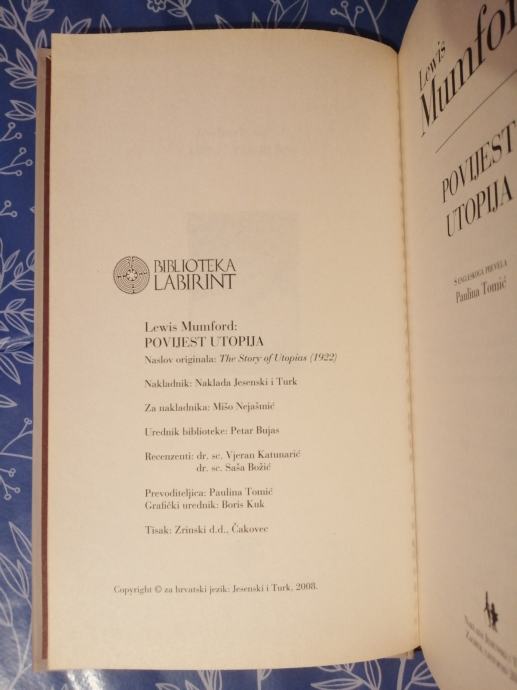 BIBLIOTEKA
LABIRINT
Lewis Mumford:
POVIJEST UTOPIJA
Naslov originala: The Story of Utopias (1922)
Nakladnik: Naklada Jesenski i Turk
Za nakladnika: Mišo Nejašmić
Urednik biblioteke: Petar Bujas
Recenzenti: dr. sc. Vjeran Katunarić
dr. sc. Saša Božić
Prevoditeljica: Paulina Tomić
Grafički urednik: Boris Kuk
Tisak: Zrinski d.d., Čakovec
Copyright © za hrvatski jezik: Jesenski i Turk, 2008.
Lewis
Mumfor
POVIJEST
UTOPIJA
S ENGLESKOGA PREVELA
Paulina Tomić